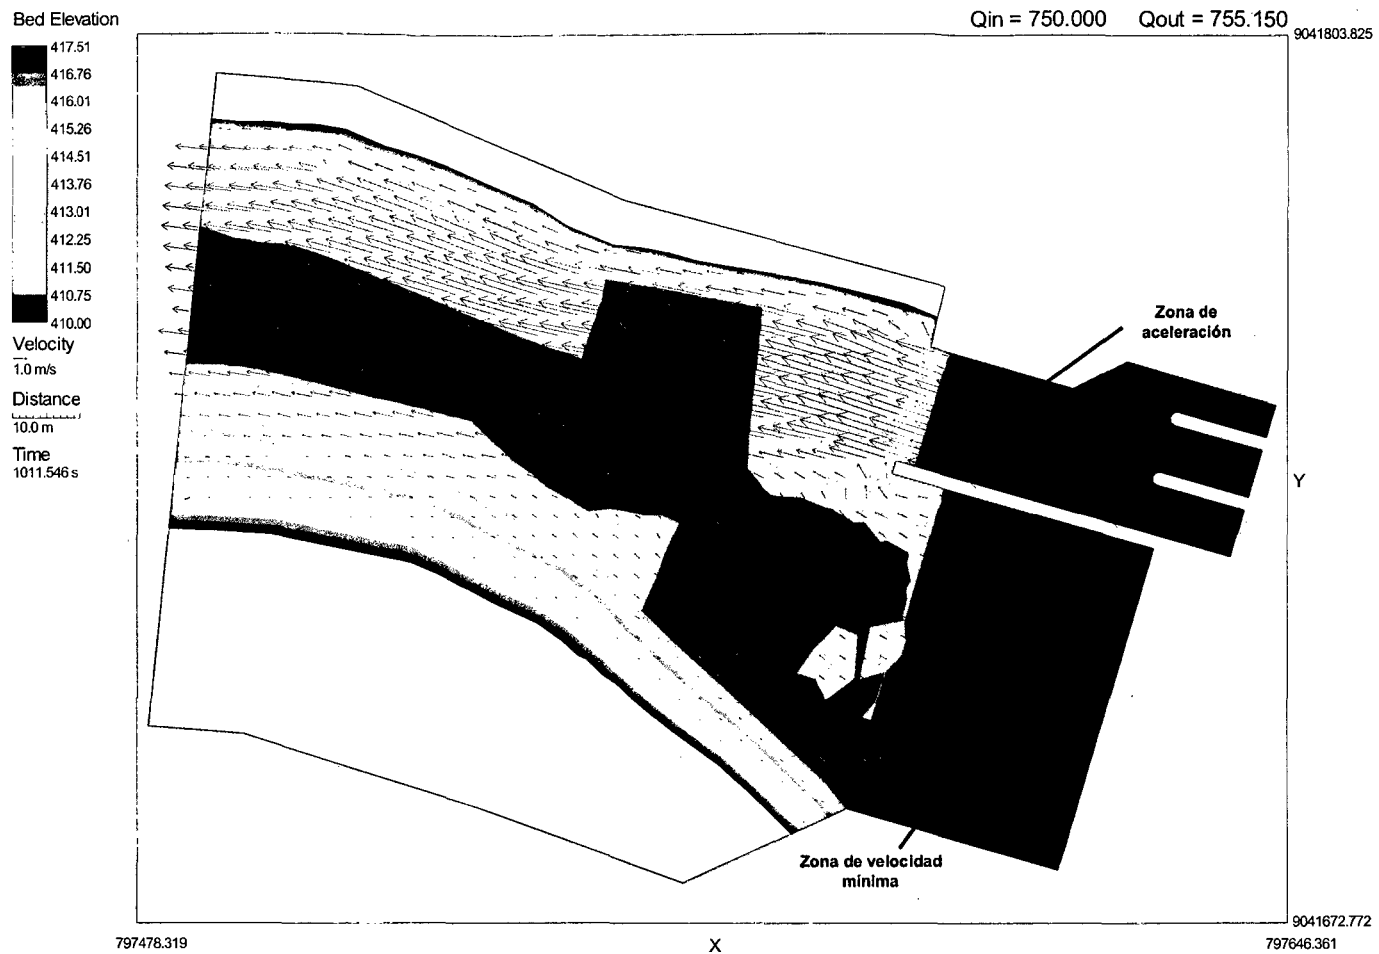 Bed Elevation
Qin = 750.000 Qout = 755.150
417.51
416.76
416.01
415.26
414.51
413.76
413.01
412.25
411.50
410.75
410.00
Velocity
1.0 m/s
Distance
10.0 m
Time
1011.546 s
9041803.825
Zona de
aceleración
Y
Zona de velocidad
mínima
9041672.772
797478.319
X
797646.361